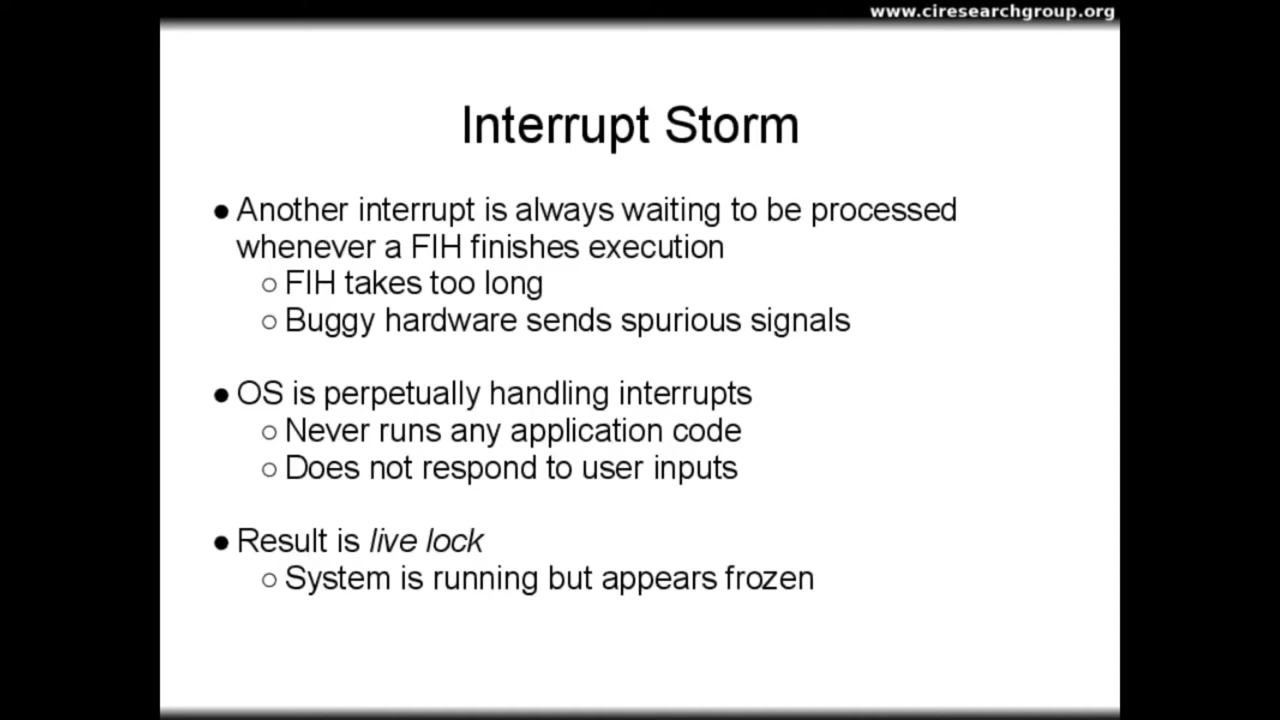 www.ciresearchgroup.org
Interrupt Storm
● Another interrupt is always waiting to be processed
whenever a FIH finishes execution
○ FIH takes too long
○ Buggy hardware sends spurious signals
● OS is perpetually handling interrupts
○ Never runs any application code
○ Does not respond to user inputs
● Result is live lock
○ System is running but appears frozen